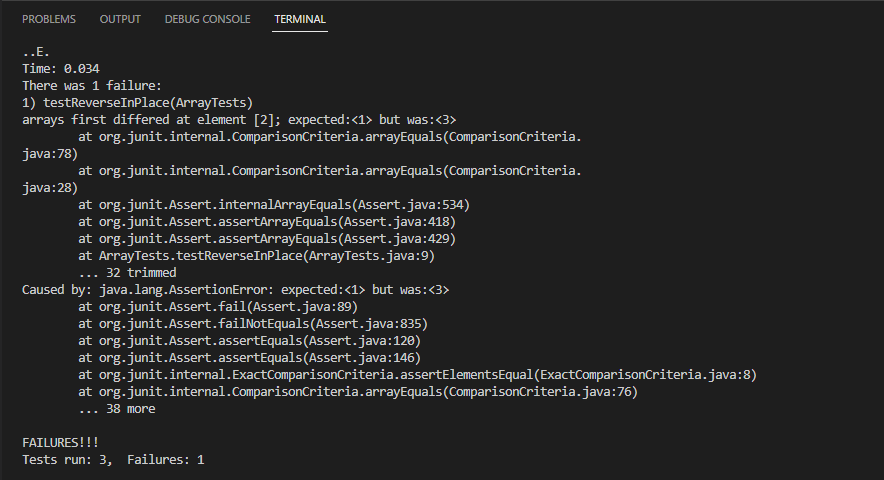 PROBLEMS OUTPUT DEBUG CONSOLE TERMINAL
..E.
Time: 0.034
There was 1 failure:
1) testReverseInPlace(ArrayTests)
arrays first differed at element [2]; expected:<1> but was:<3>
        at org.junit.internal.ComparisonCriteria.arrayEquals(ComparisonCriteria.
java:78)
        at org.junit.internal.ComparisonCriteria.arrayEquals(ComparisonCriteria.
java:28)
        at org.junit.Assert.internalArrayEquals(Assert.java:534)
        at org.junit.Assert.assertArrayEquals(Assert.java:418)
        at org.junit.Assert.assertArrayEquals(Assert.java:429)
        at ArrayTests.testReverseInPlace(ArrayTests.java:9)
        ... 32 trimmed
Caused by: java.lang.AssertionError: expected:<1> but was:<3>
        at org.junit.Assert.fail(Assert.java:89)
        at org.junit.Assert.failNotEquals(Assert.java:835)
        at org.junit.Assert.assertEquals(Assert.java:120)
        at org.junit.Assert.assertEquals(Assert.java:146)
        at org.junit.internal.ExactComparisonCriteria.assertElementsEqual(ExactComparisonCriteria.java:8)
        at org.junit.internal.ComparisonCriteria.arrayEquals(ComparisonCriteria.java:76)
        ... 38 more

FAILURES!!!
Tests run: 3,  Failures: 1